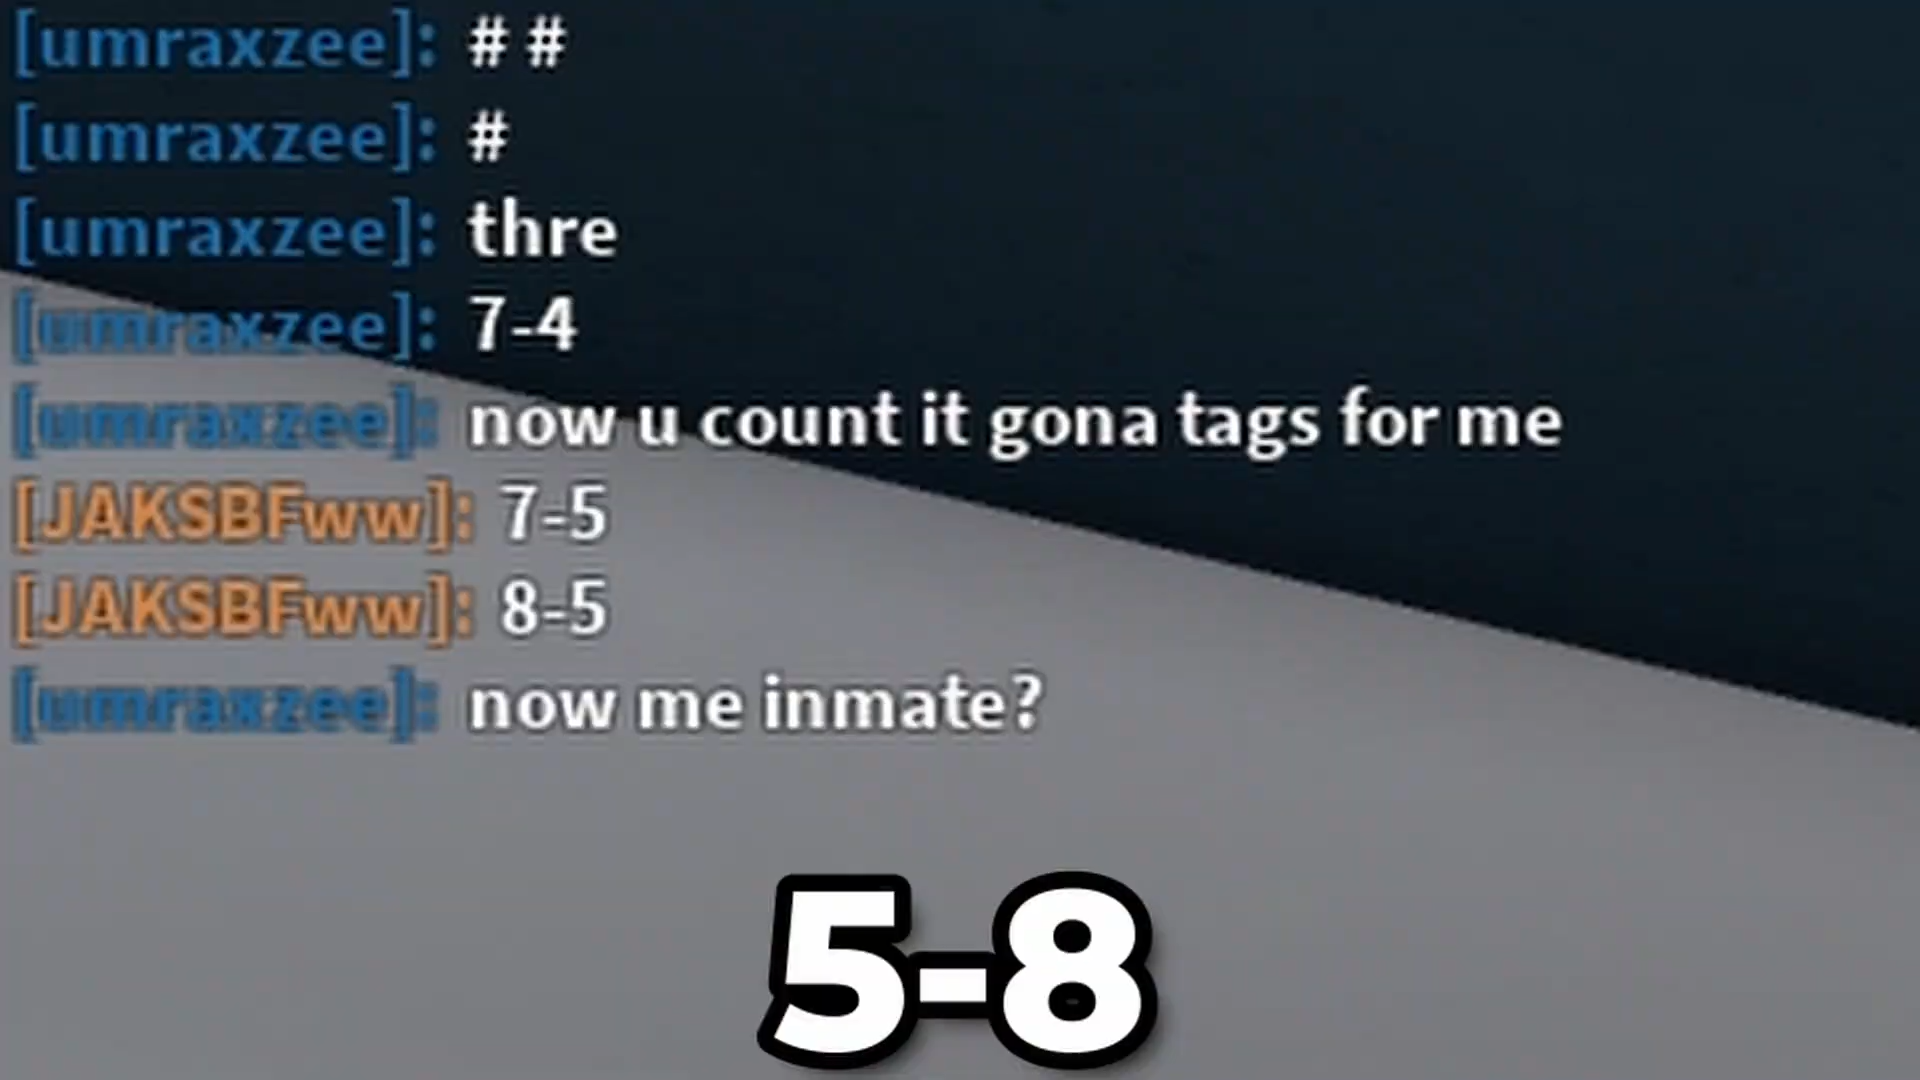 [umraxzee]: # #
[umraxzee]: #
[umraxzee]: thre
[umraxzee]: 7-4
[umraxzee]: now u count it gona tags for me
[JAKSBFww]: 7-5
[JAKSBFww]: 8-5
[umraxzee]: now me inmate?
5-8